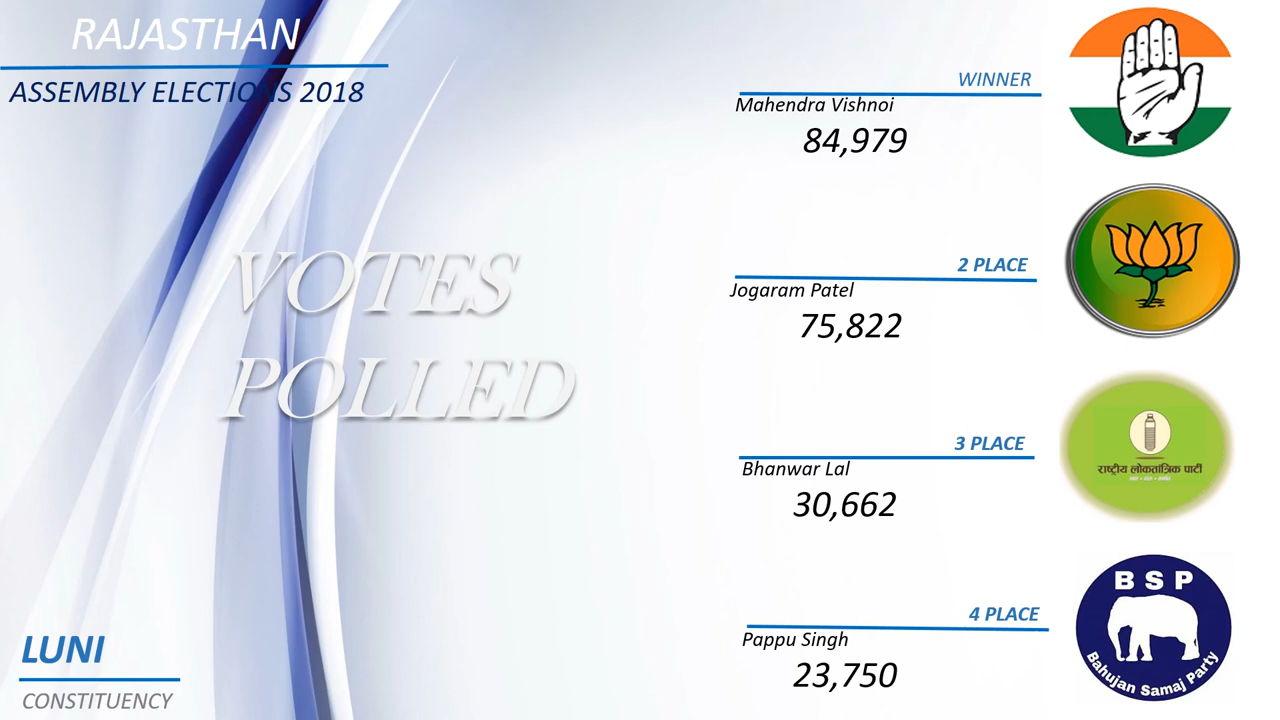 RAJASTHAN
ASSEMBLY ELECTIONS 2018
VOTES
POLLED
LUNI
CONSTITUENCY
WINNER
Mahendra Vishnoi
84,979
2 PLACE
Jogaram Patel
75,822
3 PLACE
Bhanwar Lal
30,662
4 PLACE
Pappu Singh
23,750
राष्ट्रीय लोकतांत्रिक पार्टी
BSP
Bahujan Samaj Party